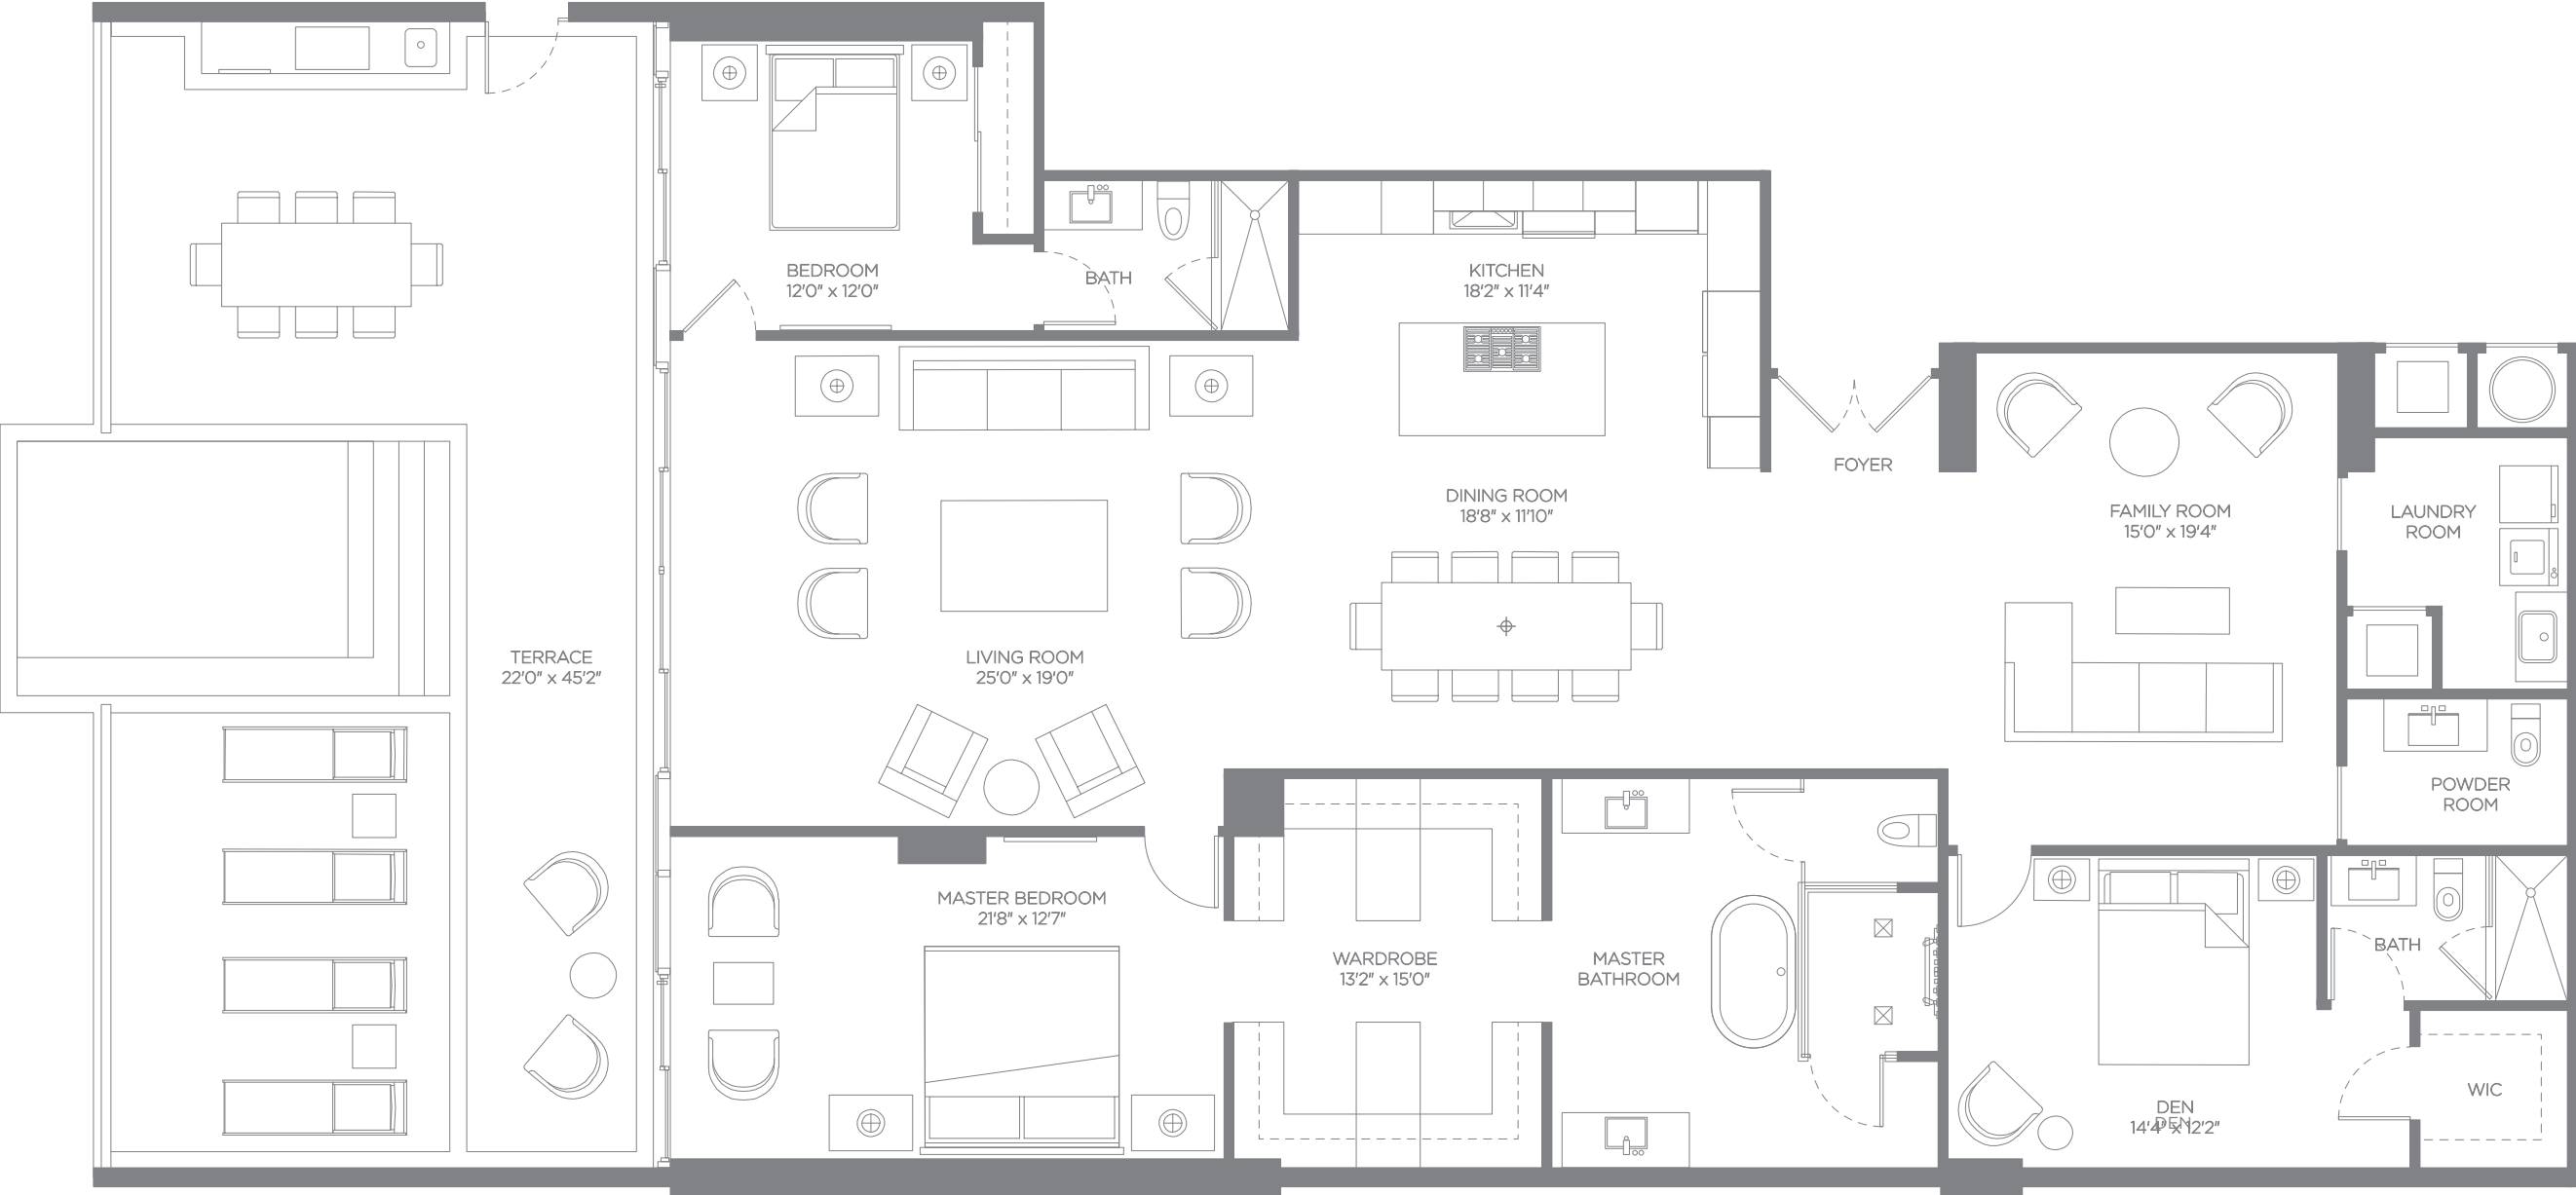 BEDROOM
12'0" x 12'0"
BATH
KITCHEN
18'2" x 11'4"
FOYER
DINING ROOM
18'8" x 11'10"
FAMILY ROOM
15'0" x 19'4"
LAUNDRY
ROOM
TERRACE
22'0" x 45'2"
LIVING ROOM
25'0" x 19'0"
POWDER
ROOM
MASTER BEDROOM
21'8" x 12'7"
WARDROBE
13'2" x 15'0"
MASTER
BATHROOM
BATH
WIC
DEN
DEN
14'4" x 12'2"